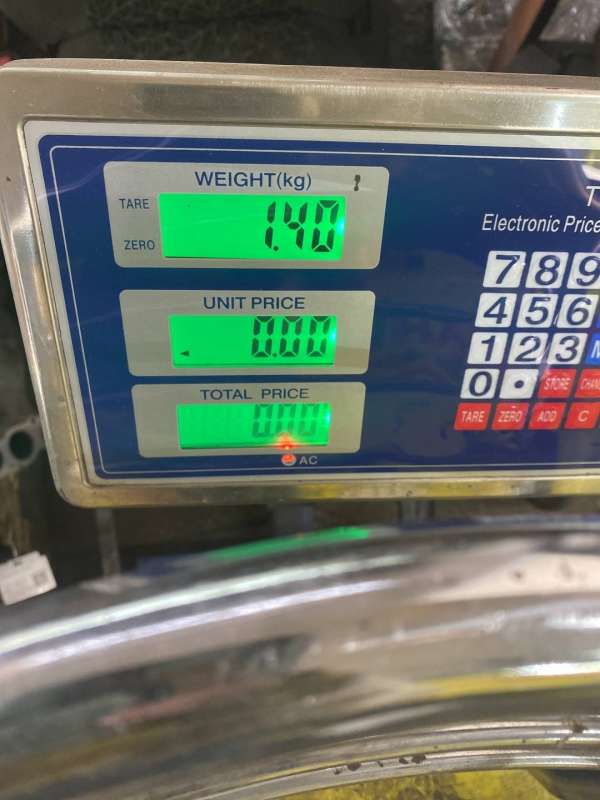 WEIGHT(kg)
TARE
1.40
ZERO
UNIT PRICE
0.00
TOTAL PRICE
0.00
AC
T
Electronic Price
7 8 9
4 5 6
1 2 3 M
0 . STORE
TARE ZERO ADD C